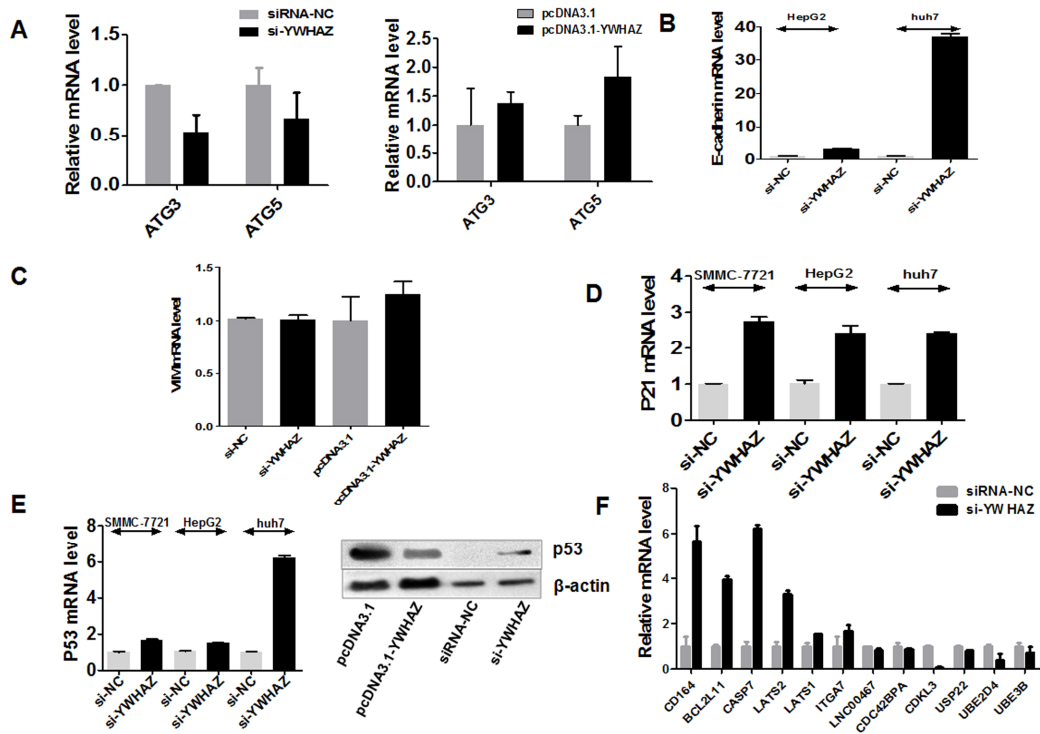 A
Relative mRNA level
siRNA-NC
si-YWHAZ
1.5
1.0
0.5
0.0
ATG3
ATG5
Relative mRNA level
pcDNA3.1
pcDNA3.1-YWHAZ
2.5
2.0
1.5
1.0
0.5
0.0
ATG3
ATG5
B
E-cadherin mRNA level
HepG2
huh7
40
30
20
10
0
si-NC
si-YWHAZ
si-NC
si-YWHAZ
C
VIM mRNA level
1.5
1.0
0.5
0.0
si-NC
si-YWHAZ
pcDNA3.1
pcDNA3.1-YWHAZ
D
P21 mRNA level
SMMC-7721
HepG2
huh7
4
3
2
1
0
si-NC
si-YWHAZ
si-NC
si-YWHAZ
si-NC
si-YWHAZ
E
P53 mRNA level
SMMC-7721
HepG2
huh7
8
6
4
2
0
si-NC
si-YWHAZ
si-NC
si-YWHAZ
si-NC
si-YWHAZ
p53
β-actin
pcDNA3.1
pcDNA3.1-YWHAZ
siRNA-NC
si-YWHAZ
F
Relative mRNA level
siRNA-NC
si-YW HAZ
8
6
4
2
0
CD164
BCL2L11
CASP7
LATS2
LATS1
ITGA7
LNC00467
CDC42BPA
CDKL3
USP22
UBE2D4
UBE3B